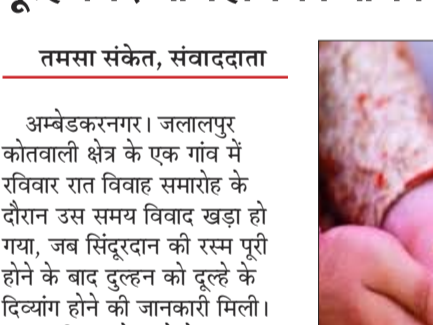 तमसा संकेत, संवाददाता
अम्बेडकरनगर। जलालपुर
कोतवाली क्षेत्र के एक गांव में
रविवार रात विवाह समारोह के
दौरान उस समय विवाद खड़ा हो
गया, जब सिंदूरदान की रस्म पूरी
होने के बाद दुल्हन को दूल्हे के
दिव्यांग होने की जानकारी मिली।